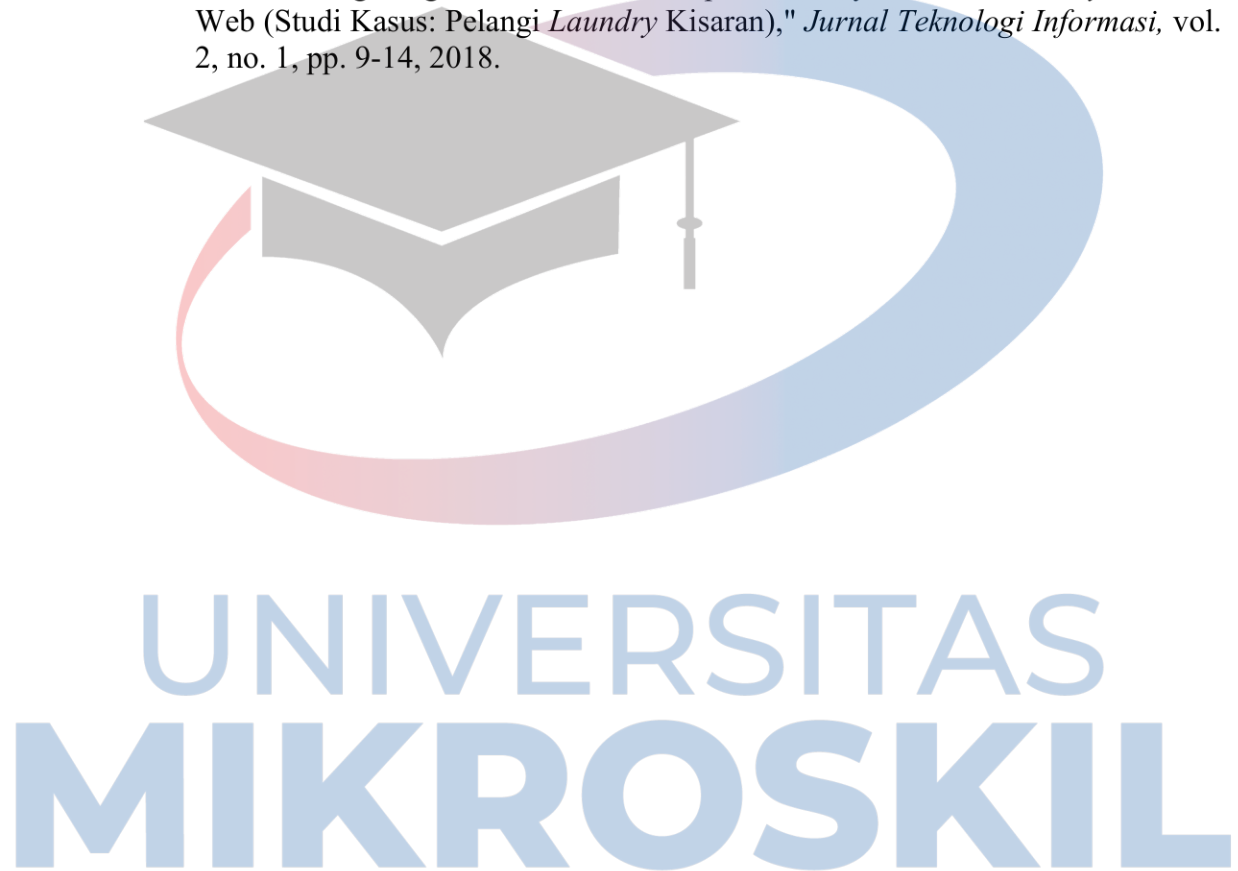 Web (Studi Kasus: Pelangi Laundry Kisaran)," Jurnal Teknologi Informasi, vol.
2, no. 1, pp. 9-14, 2018.
UNIVERSITAS
MIKROSKIL